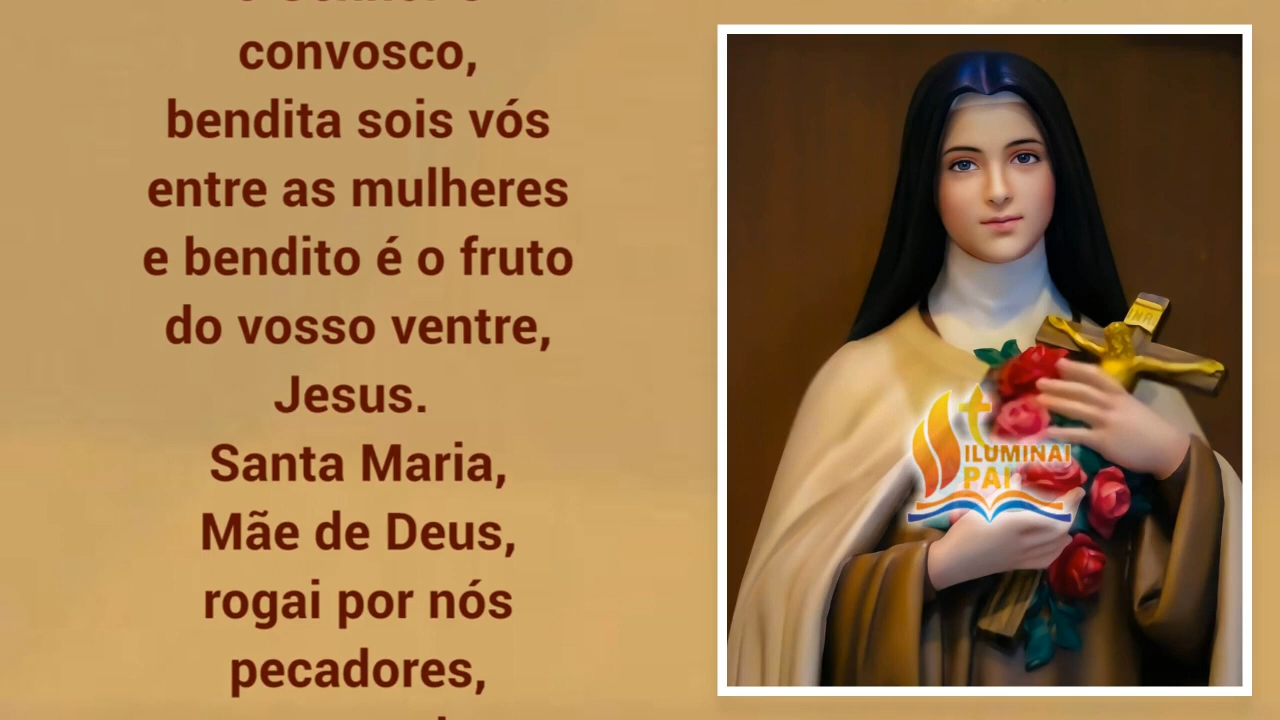 convosco,
bendita sois vós
entre as mulheres
e bendito é o fruto
do vosso ventre,
Jesus.
Santa Maria,
Mãe de Deus,
rogai por nós
pecadores,
INRI
ILUMINAI
PAI